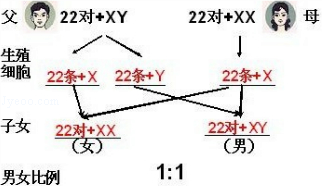 父 22对+XY 22对+XX 母
生殖
细胞 22条+X 22条+Y 22条+X
子女 22对+XX 22对+XY
(女) (男)
男女比例 1:1